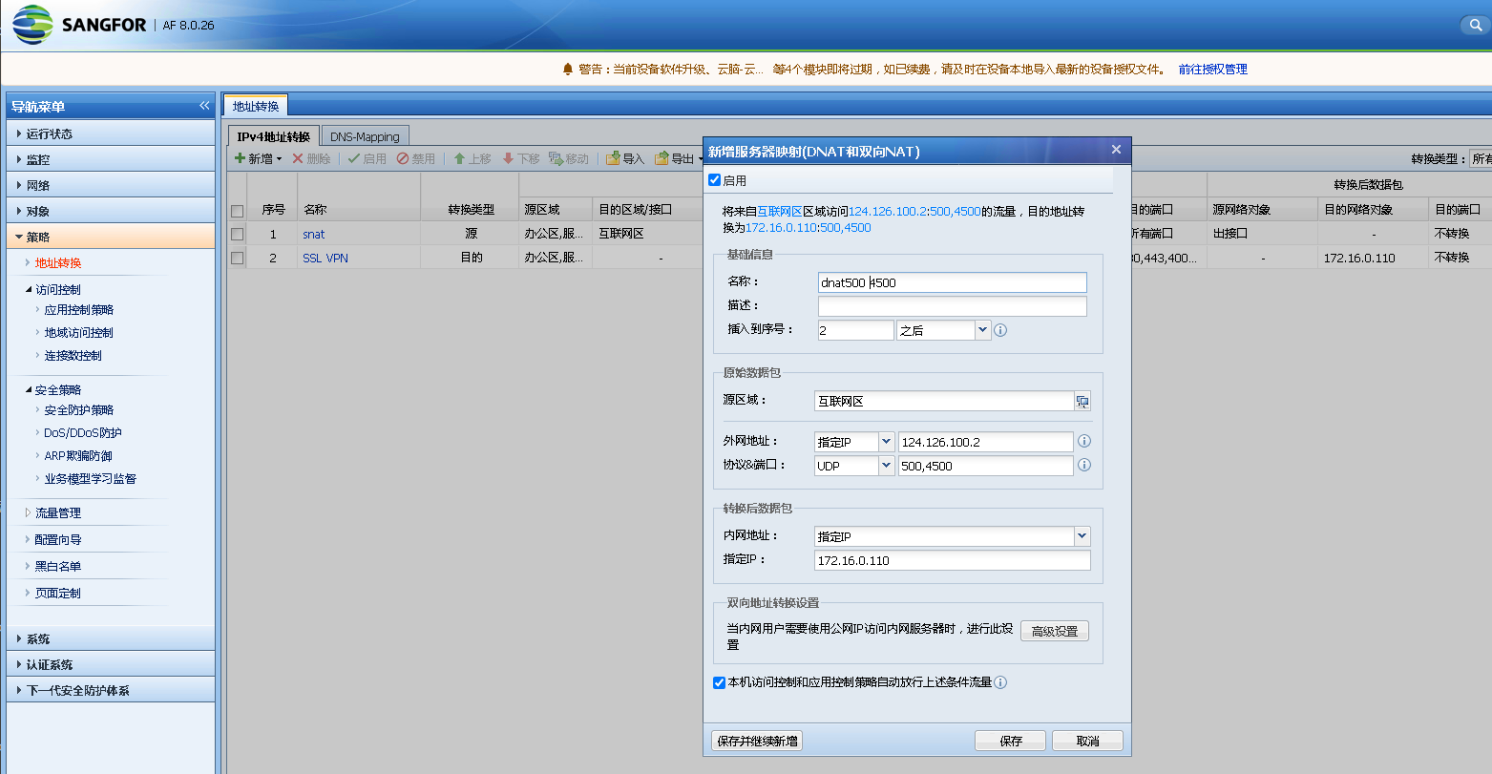 SANGFOR | AF 8.0.26
警告：当前设备软件升级、云脑-云... 等4个模块即将过期，如已续费，请及时在设备本地导入最新的设备授权文件。 前往授权管理
导航菜单
运行状态
监控
网络
对象
策略
地址转换
访问控制
应用控制策略
地域访问控制
连接数控制
安全策略
安全防护策略
DoS/DDoS防护
ARP欺骗防御
业务模型学习监督
流量管理
配置向导
黑白名单
页面定制
系统
认证系统
下一代安全防护体系
地址转换
IPv4地址转换 DNS-Mapping
新增 删除 启用 禁用 上移 下移 移动 导入 导出 转换类型：所有
转换后数据包
序号 名称 转换类型 源区域 目的区域/接口 目的端口 源网络对象 目的网络对象 目的端口
1 snat 源 办公区,服... 互联网区 所有端口 出接口 - 不转换
2 SSL VPN 目的 办公区,服... - 80,443,400... - 172.16.0.110 不转换
新增服务器映射(DNAT和双向NAT)
启用
将来自互联网区区域访问124.126.100.2:500,4500的流量，目的地址转
换为172.16.0.110:500,4500
基础信息
名称： dnat500 4500
描述：
插入到序号： 2 之后
原始数据包
源区域： 互联网区
外网地址： 指定IP 124.126.100.2
协议&端口： UDP 500,4500
转换后数据包
内网地址： 指定IP
指定IP： 172.16.0.110
双向地址转换设置
当内网用户需要使用公网IP访问内网服务器时，进行此设
置
高级设置
本机访问控制和应用控制策略自动放行上述条件流量
保存并继续新增 保存 取消